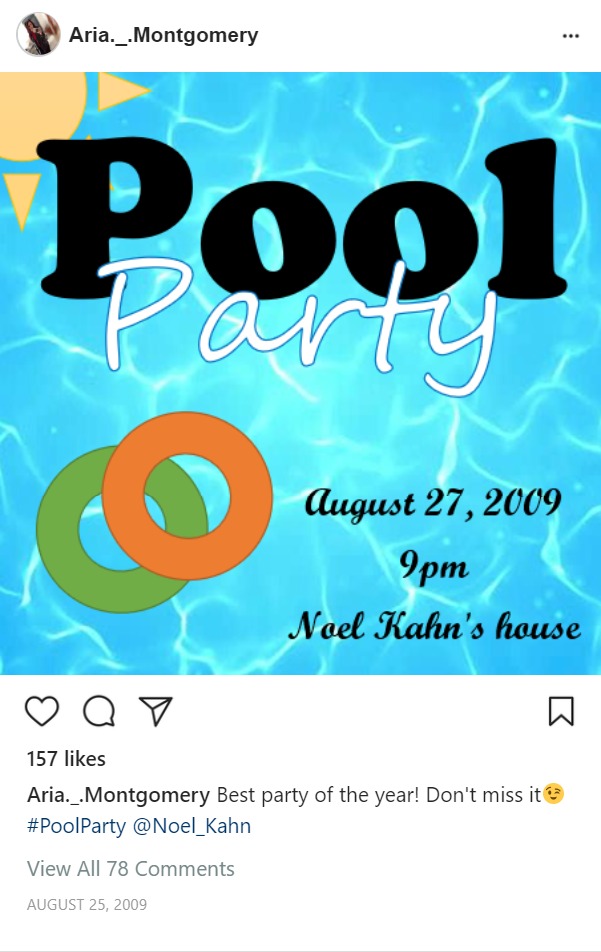 Aria._.Montgomery
Pool
Party
August 27, 2009
9pm
Noel Kahn's house
157 likes
Aria._.Montgomery Best party of the year! Don't miss it😉
#PoolParty @Noel_Kahn
View All 78 Comments
AUGUST 25, 2009